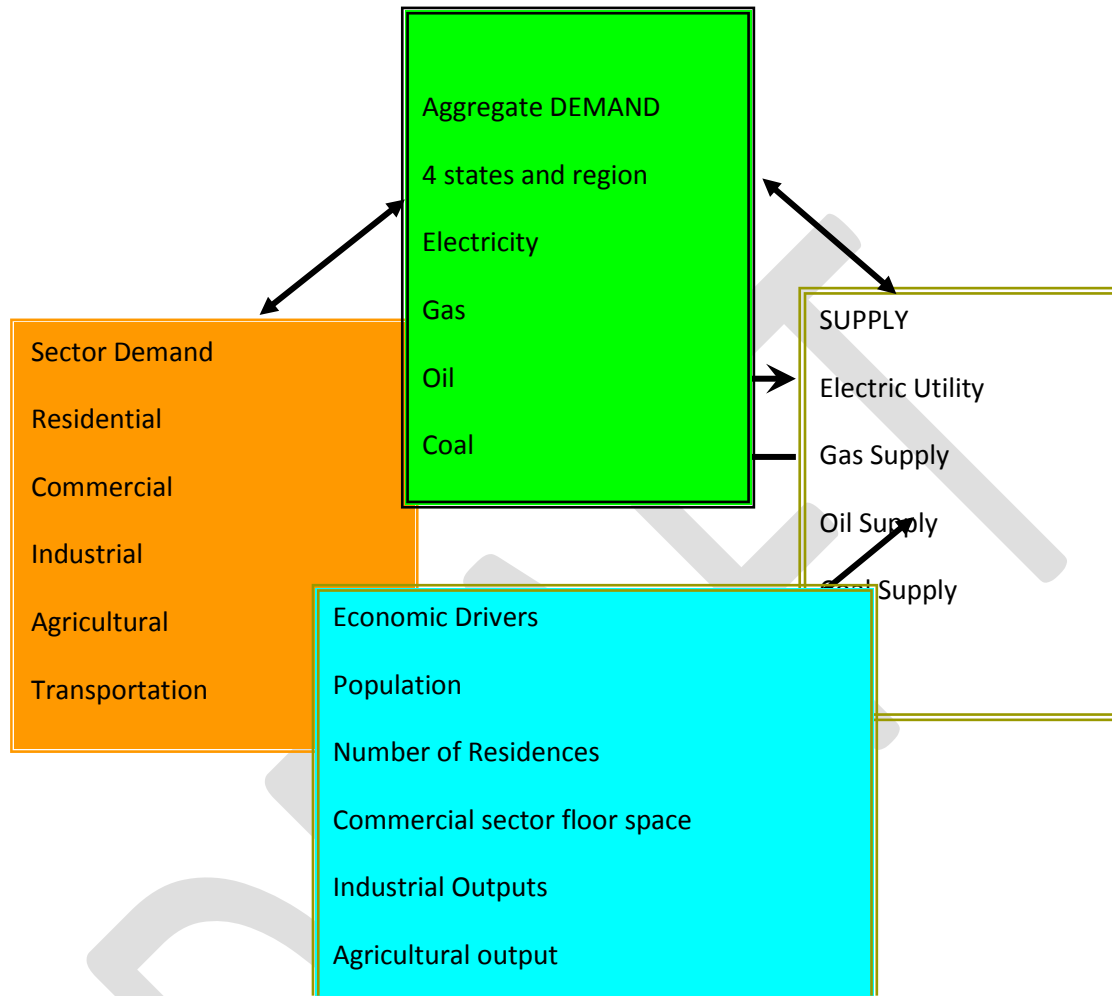 Aggregate DEMAND
4 states and region
Electricity
Gas
Oil
Coal
Sector Demand
Residential
Commercial
Industrial
Agricultural
Transportation
SUPPLY
Electric Utility
Gas Supply
Oil Supply
Coal Supply
Economic Drivers
Population
Number of Residences
Commercial sector floor space
Industrial Outputs
Agricultural output